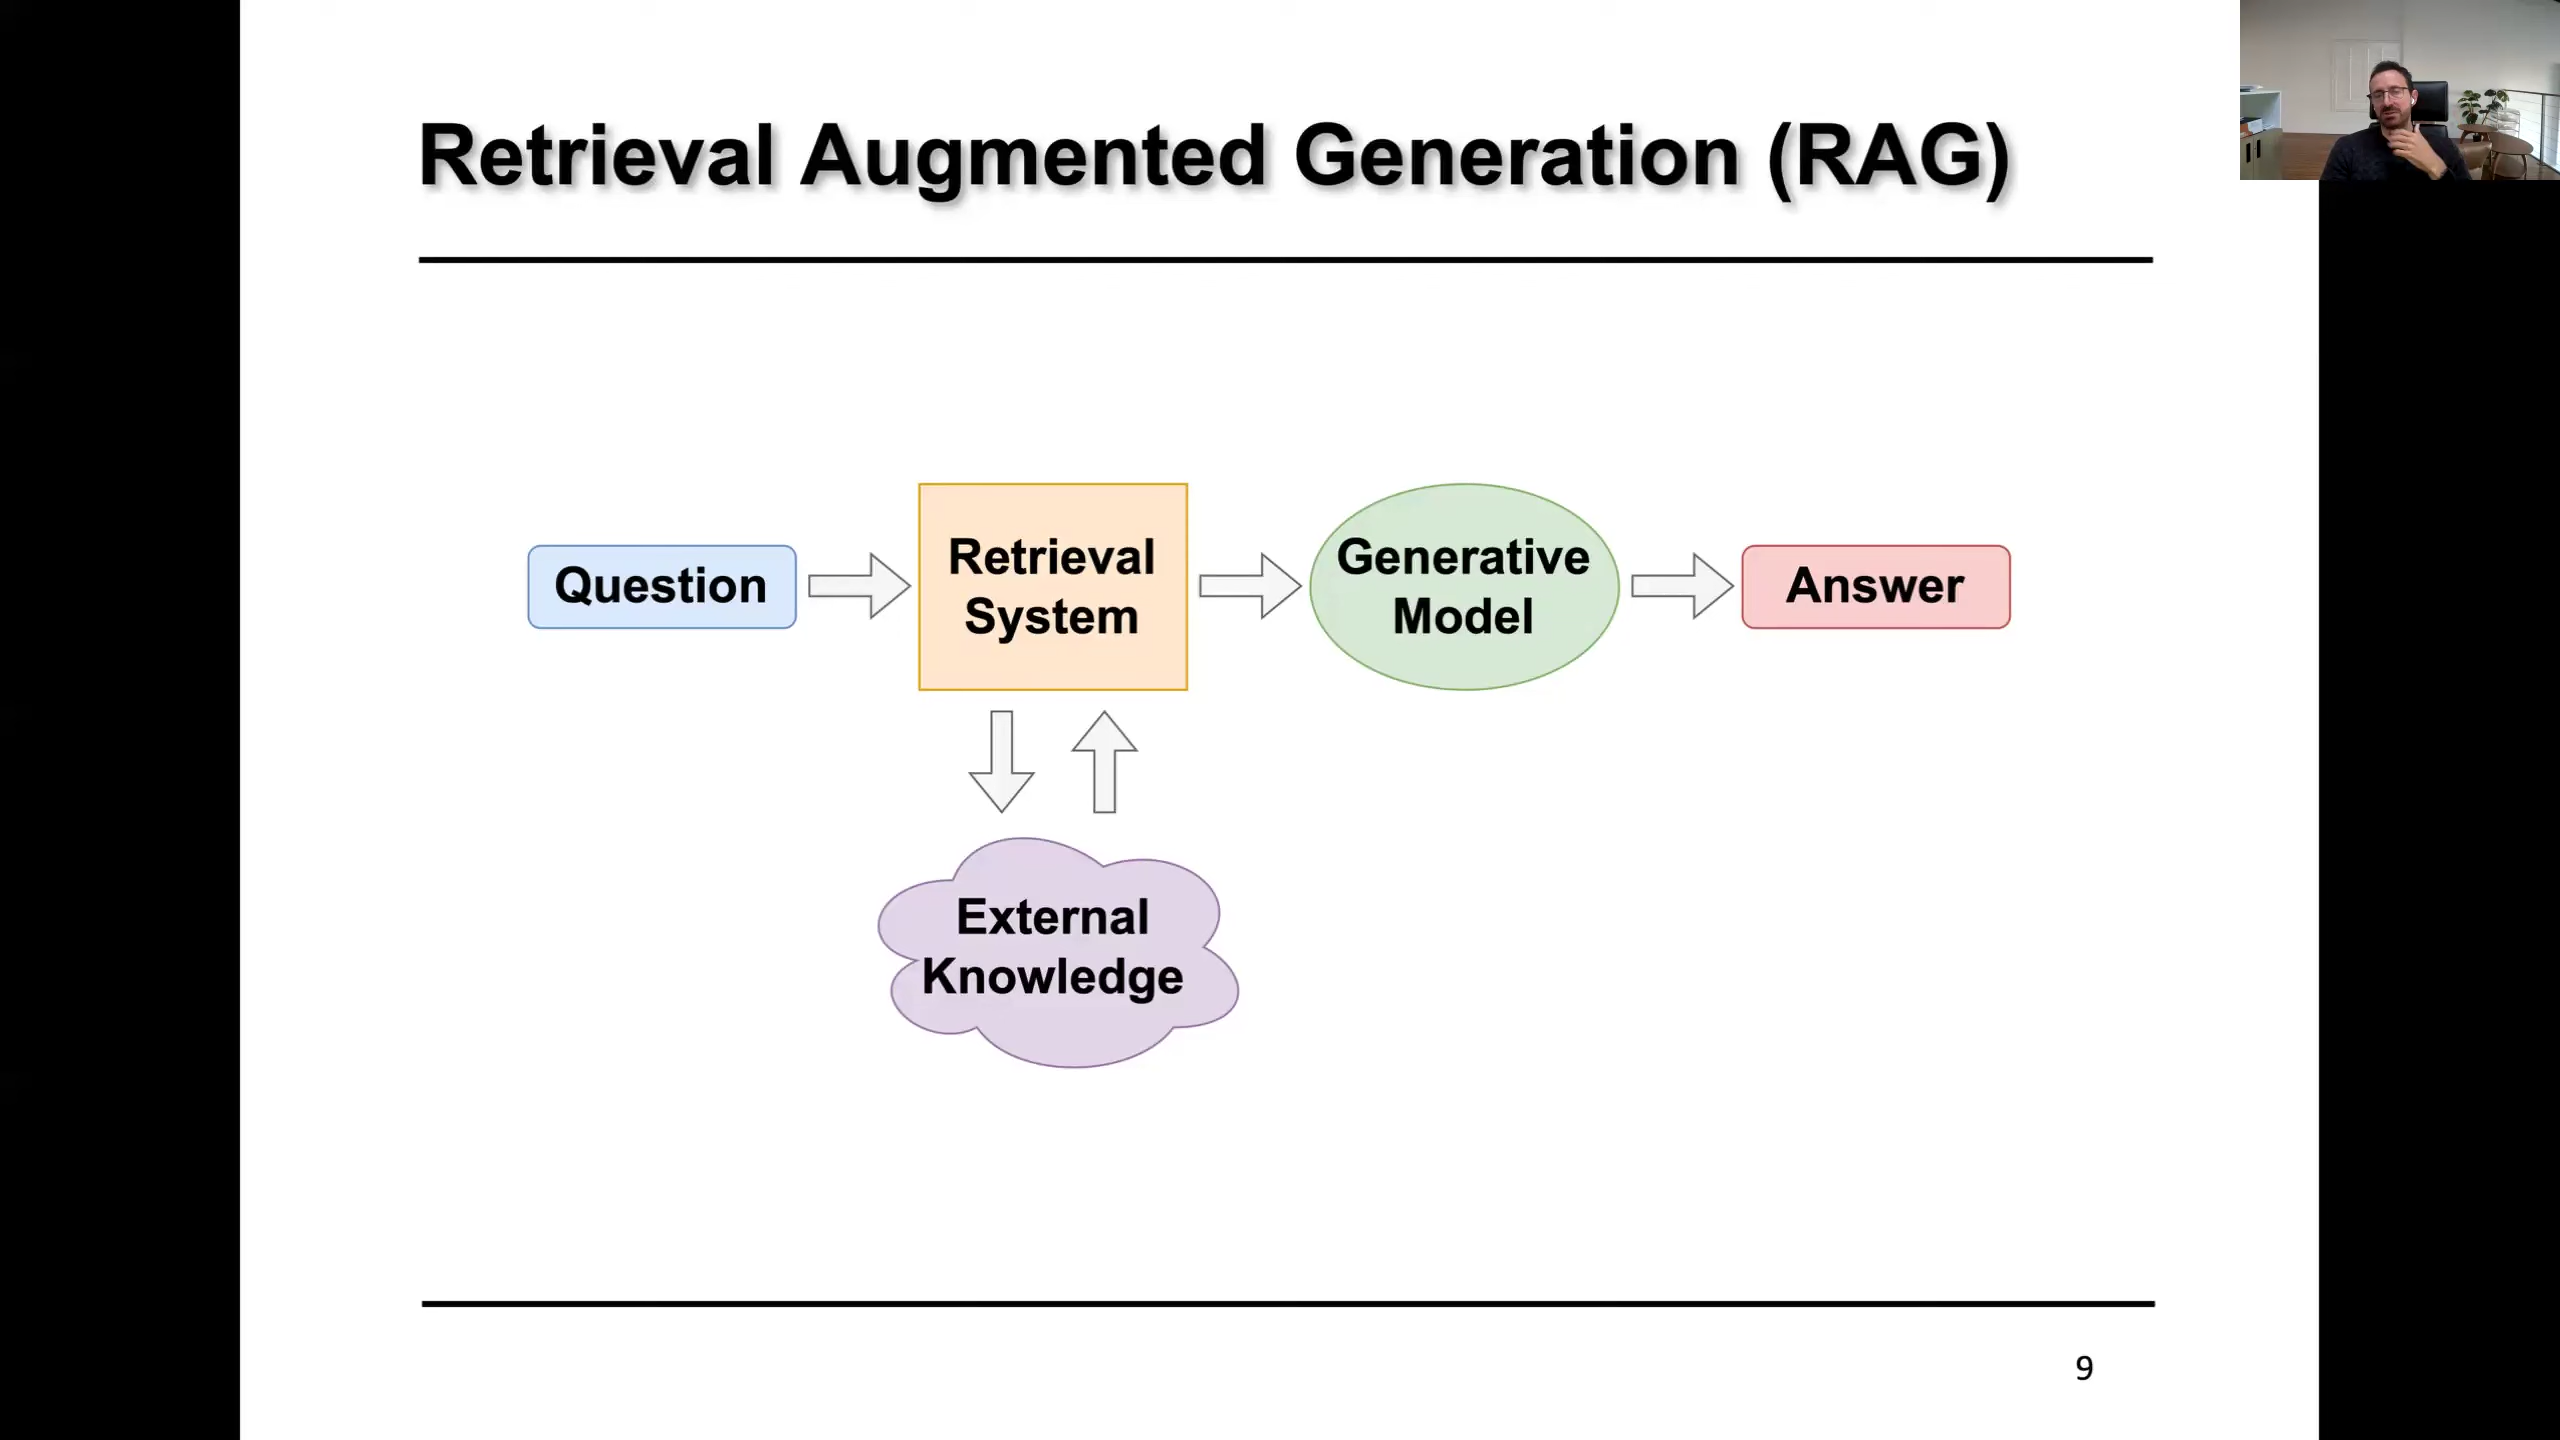 Retrieval Augmented Generation (RAG)
Question
Retrieval
System
Generative
Model
Answer
External
Knowledge
9